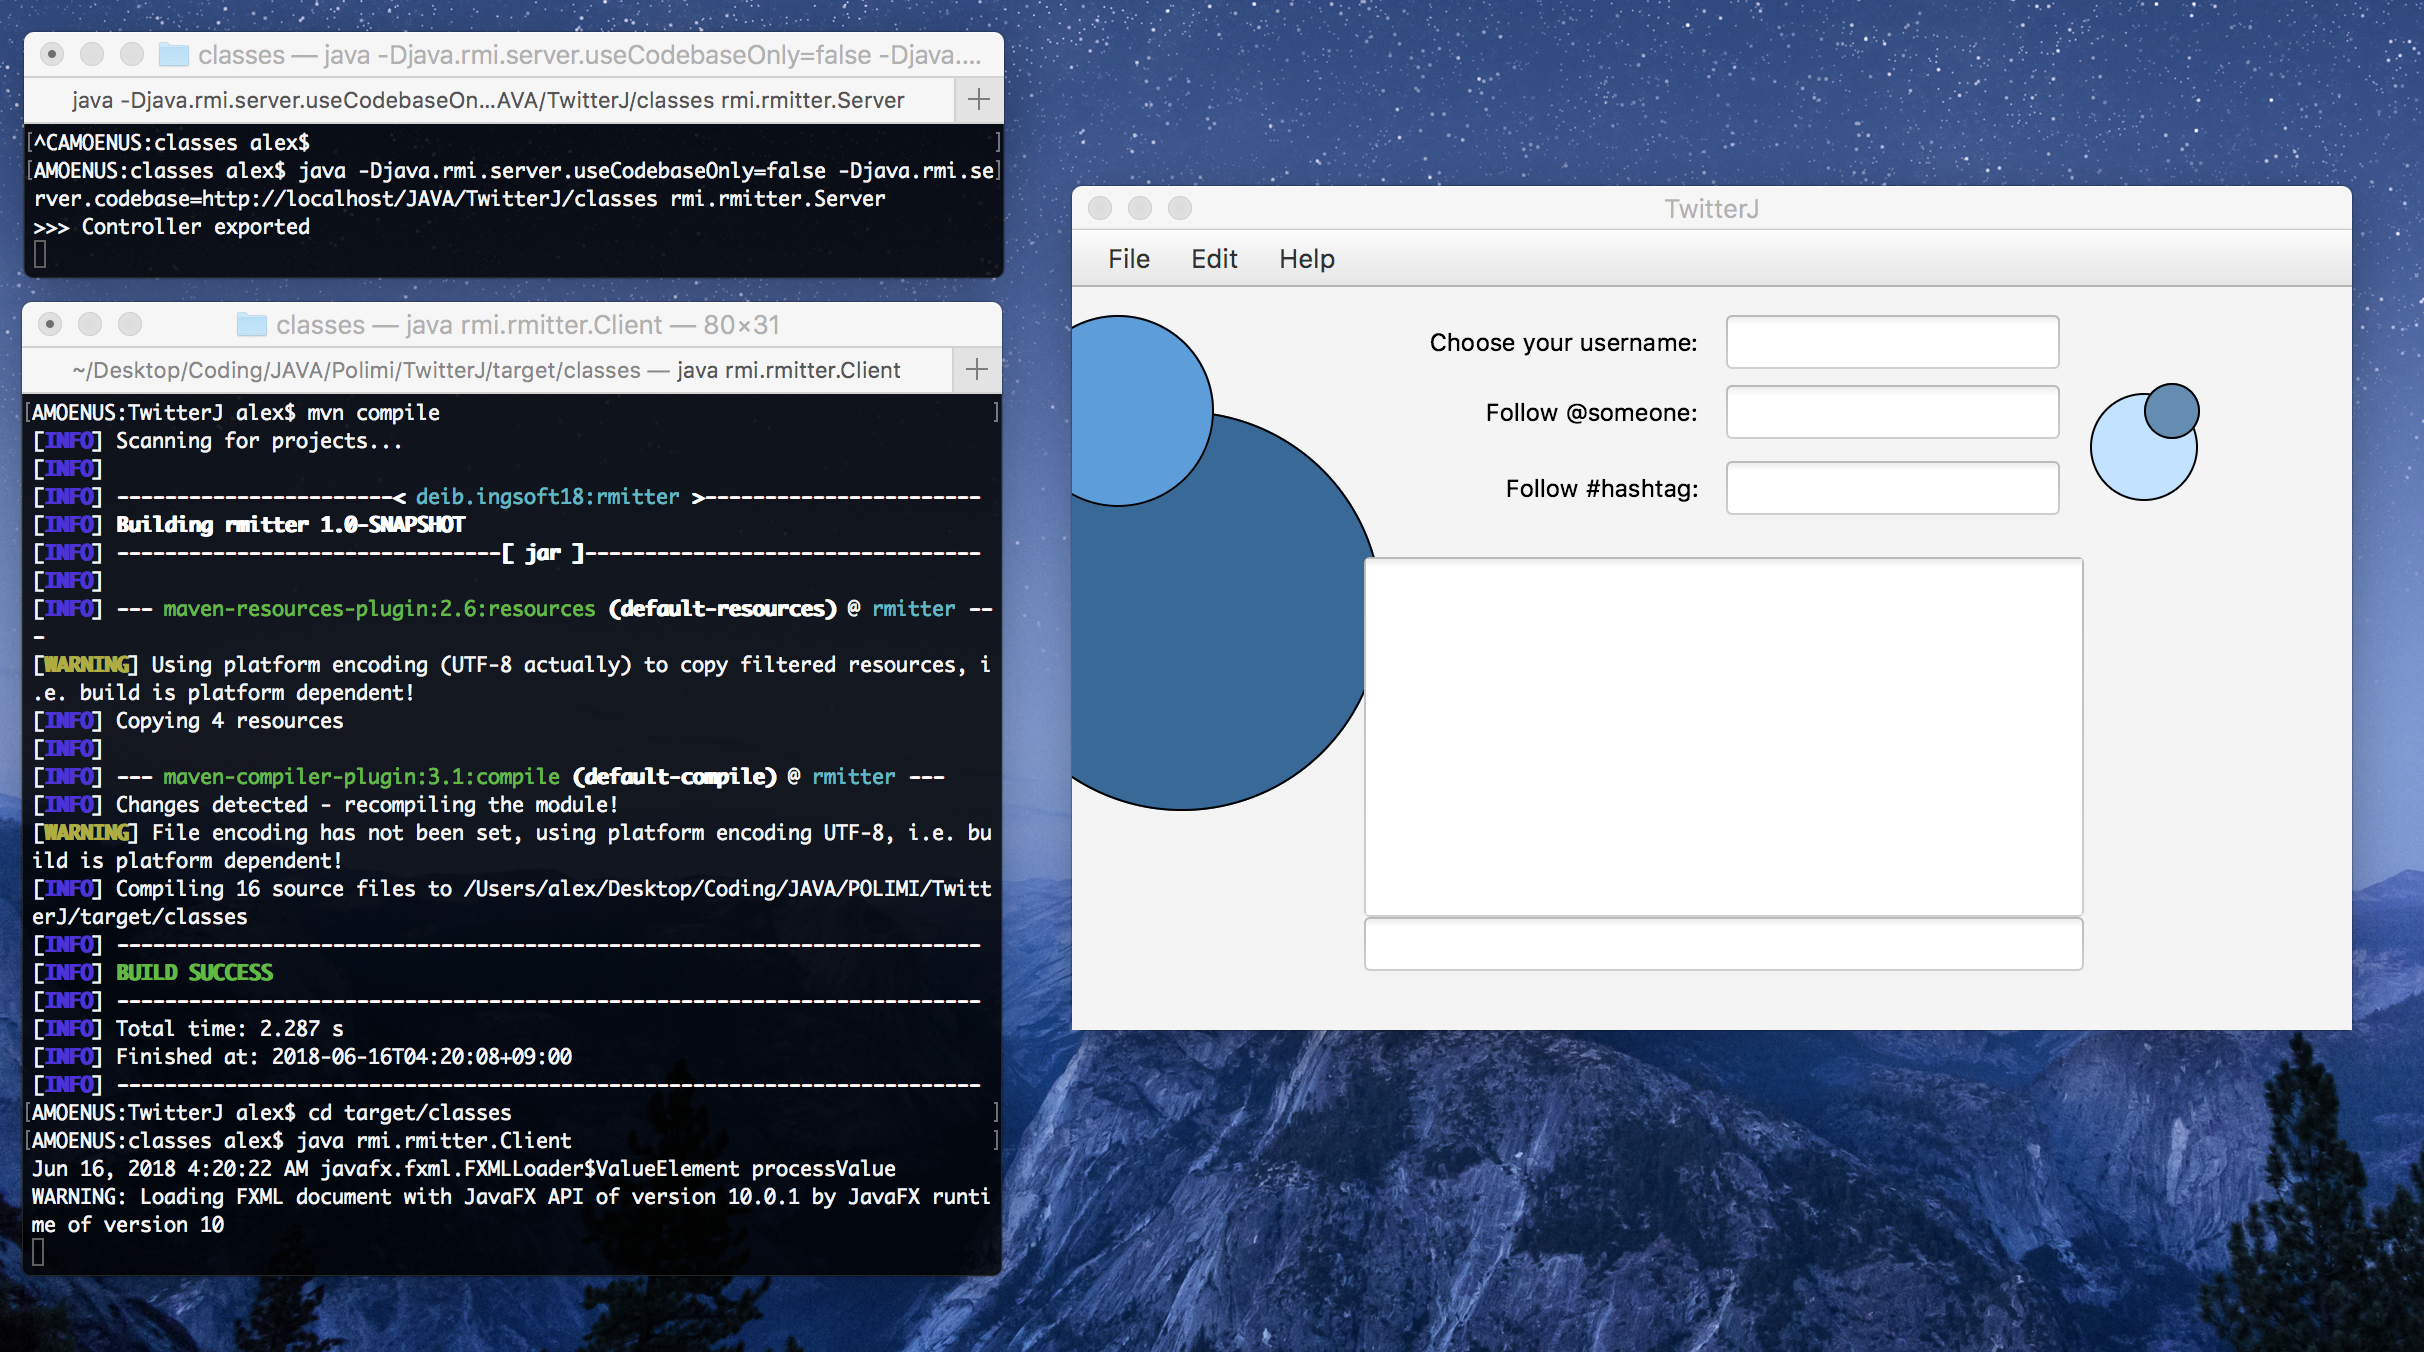 classes — java -Djava.rmi.server.useCodebaseOnly=false -Djava....
java -Djava.rmi.server.useCodebaseOn...AVA/TwitterJ/classes rmi.rmitter.Server
^CAMOENUS:classes alex$
AMOENUS:classes alex$ java -Djava.rmi.server.useCodebaseOnly=false -Djava.rmi.se
rver.codebase=http://localhost/JAVA/TwitterJ/classes rmi.rmitter.Server
>>> Controller exported
classes — java rmi.rmitter.Client — 80×31
~/Desktop/Coding/JAVA/Polimi/TwitterJ/target/classes — java rmi.rmitter.Client
AMOENUS:TwitterJ alex$ mvn compile
[INFO] Scanning for projects...
[INFO]
[INFO] -----------------------< deib.ingsoft18:rmitter >-----------------------
[INFO] Building rmitter 1.0-SNAPSHOT
[INFO] --------------------------------[ jar ]---------------------------------
[INFO]
[INFO] --- maven-resources-plugin:2.6:resources (default-resources) @ rmitter --
-
[WARNING] Using platform encoding (UTF-8 actually) to copy filtered resources, i
.e. build is platform dependent!
[INFO] Copying 4 resources
[INFO]
[INFO] --- maven-compiler-plugin:3.1:compile (default-compile) @ rmitter ---
[INFO] Changes detected - recompiling the module!
[WARNING] File encoding has not been set, using platform encoding UTF-8, i.e. bu
ild is platform dependent!
[INFO] Compiling 16 source files to /Users/alex/Desktop/Coding/JAVA/POLIMI/Twitt
erJ/target/classes
[INFO] ------------------------------------------------------------------------
[INFO] BUILD SUCCESS
[INFO] ------------------------------------------------------------------------
[INFO] Total time: 2.287 s
[INFO] Finished at: 2018-06-16T04:20:08+09:00
[INFO] ------------------------------------------------------------------------
AMOENUS:TwitterJ alex$ cd target/classes
AMOENUS:classes alex$ java rmi.rmitter.Client
Jun 16, 2018 4:20:22 AM javafx.fxml.FXMLLoader$ValueElement processValue
WARNING: Loading FXML document with JavaFX API of version 10.0.1 by JavaFX runti
me of version 10
TwitterJ
File Edit Help
Choose your username:
Follow @someone:
Follow #hashtag: